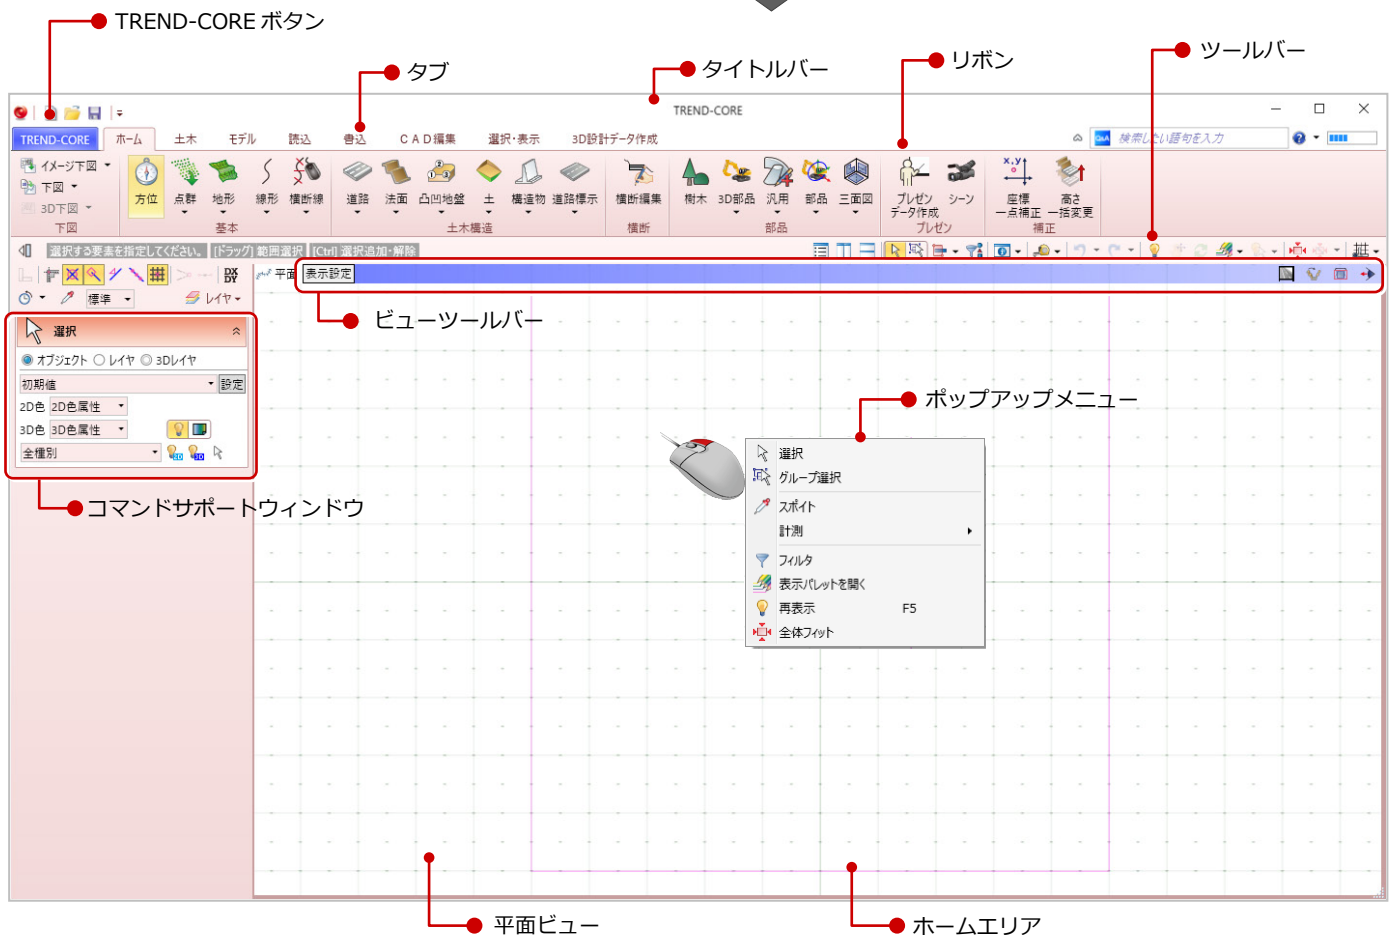 TREND-CORE ボタン
タブ
タイトルバー
リボン
ツールバー
TREND-CORE
TREND-CORE ホーム 土木 モデル 読込 書込 CAD編集 選択・表示 3D設計データ作成 検索したい語句を入力
イメージ下図
下図
3D下図
方位 点群 地形 線形 横断線 道路 法面 凸凹地盤 土 構造物 道路標示 横断編集 樹木 3D部品 汎用 部品 三面図 プレゼンデータ作成 シーン 座標一点補正 高さ一括変更
下図 基本 土木構造 横断 部品 プレゼン 補正
選択する要素を指定してください。 [ドラッグ] 範囲選択 [Ctrl] 選択追加・解除
平面 表示設定
標準 レイヤ
ビューツールバー
選択
オブジェクト レイヤ 3Dレイヤ
初期値 設定
2D色 2D色属性
3D色 3D色属性
全種別
コマンドサポートウィンドウ
ポップアップメニュー
選択
グループ選択
スポイト
計測
フィルタ
表示パレットを開く
再表示 F5
全体フィット
平面ビュー
ホームエリア